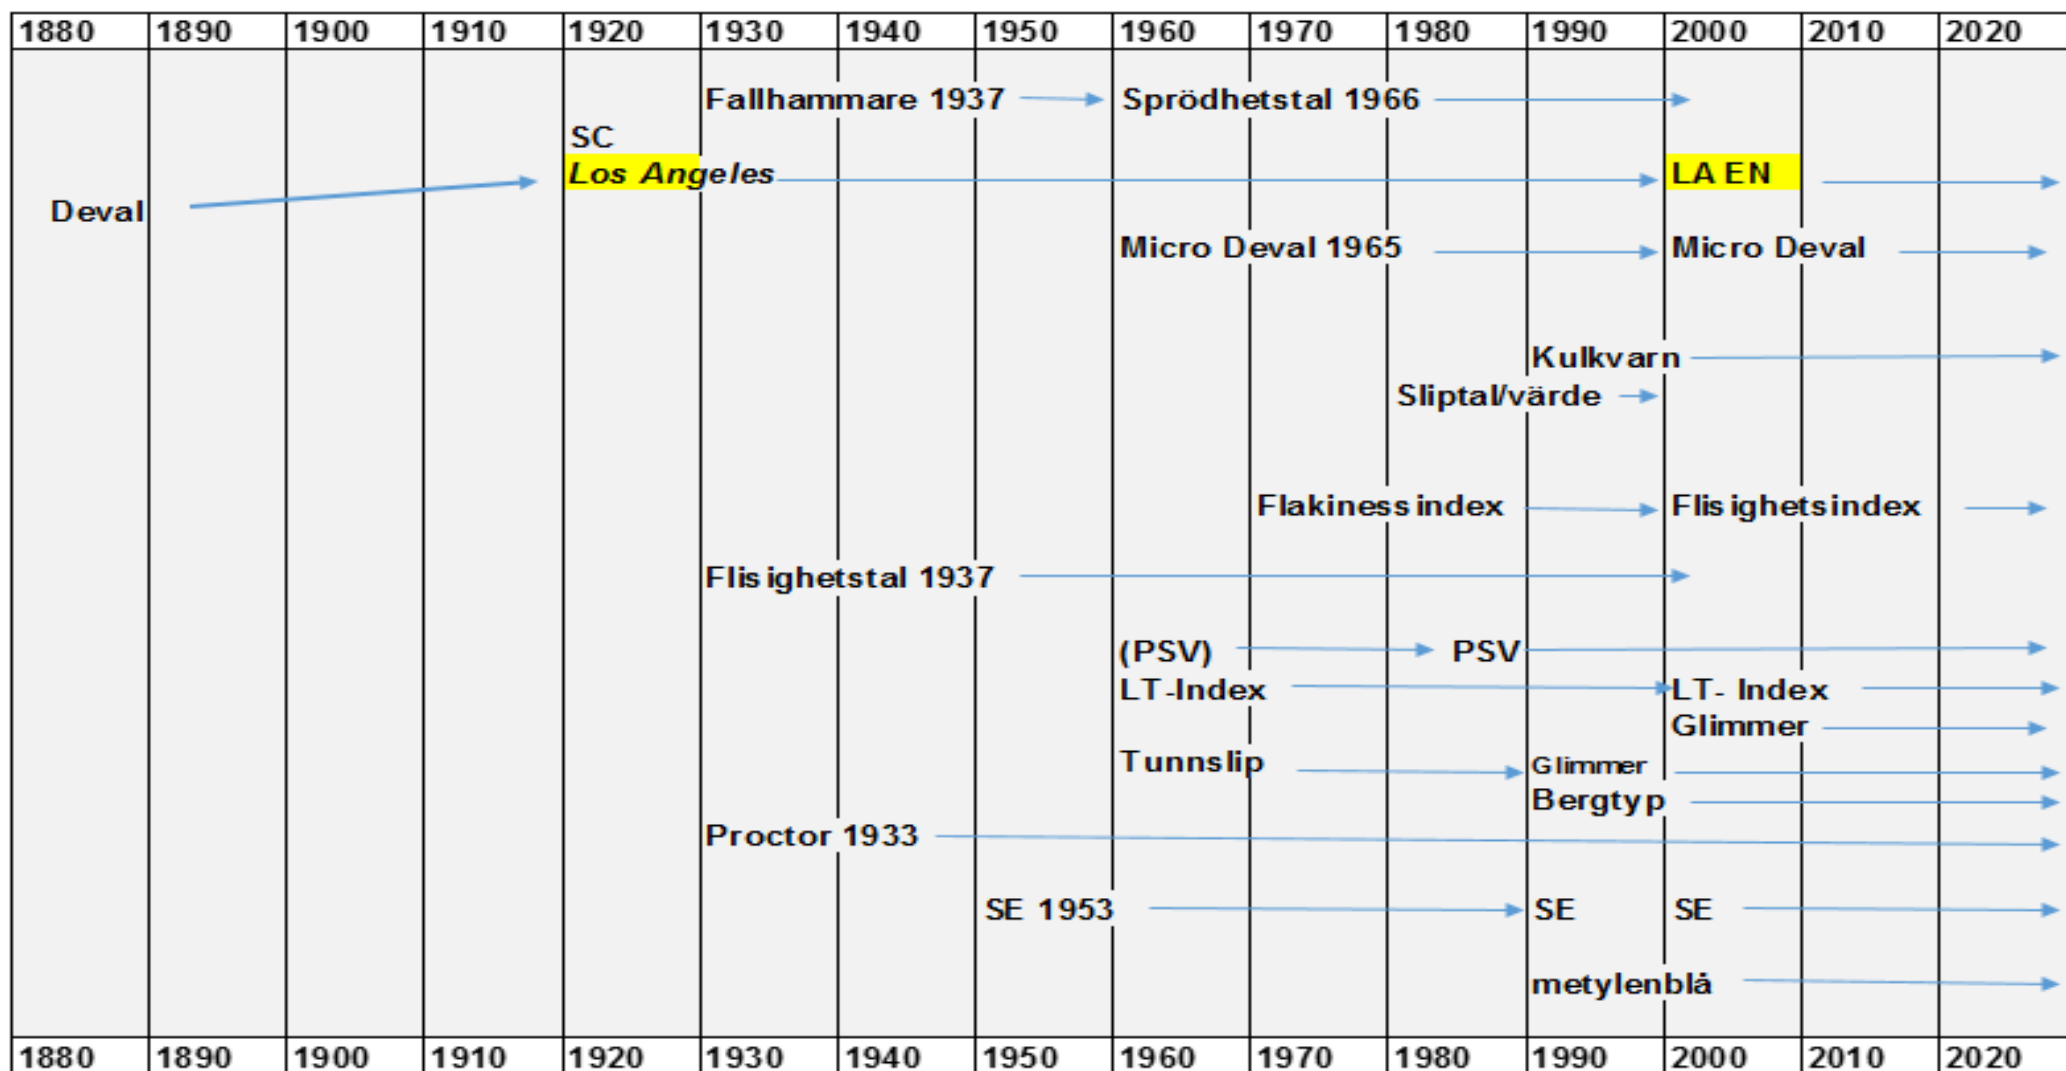 1880 1890 1900 1910 1920 1930 1940 1950 1960 1970 1980 1990 2000 2010 2020
Fallhammare 1937 Sprödhetstal 1966
SC
Los Angeles LA EN
Deval
Micro Deval 1965 Micro Deval
Kulkvarn
Sliptal/värde
Flakinessindex Flisighetsindex
Flisighetstal 1937
(PSV) PSV
LT-Index LT- Index
Glimmer
Tunnslip Glimmer
Bergtyp
Proctor 1933
SE 1953 SE SE
metylenblå
1880 1890 1900 1910 1920 1930 1940 1950 1960 1970 1980 1990 2000 2010 2020